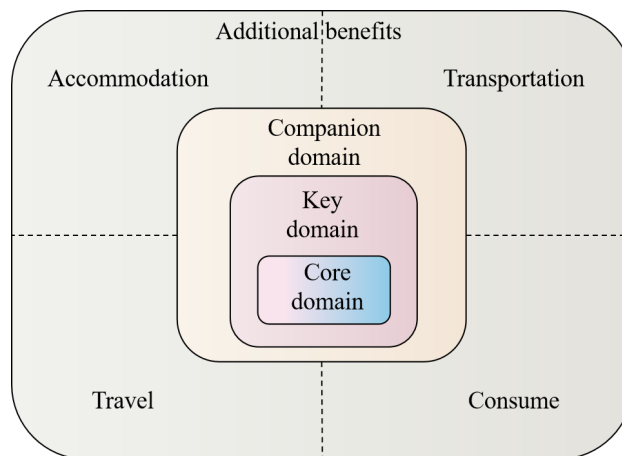 Additional benefits
Accommodation
Transportation
Companion
domain
Key
domain
Core
domain
Travel
Consume